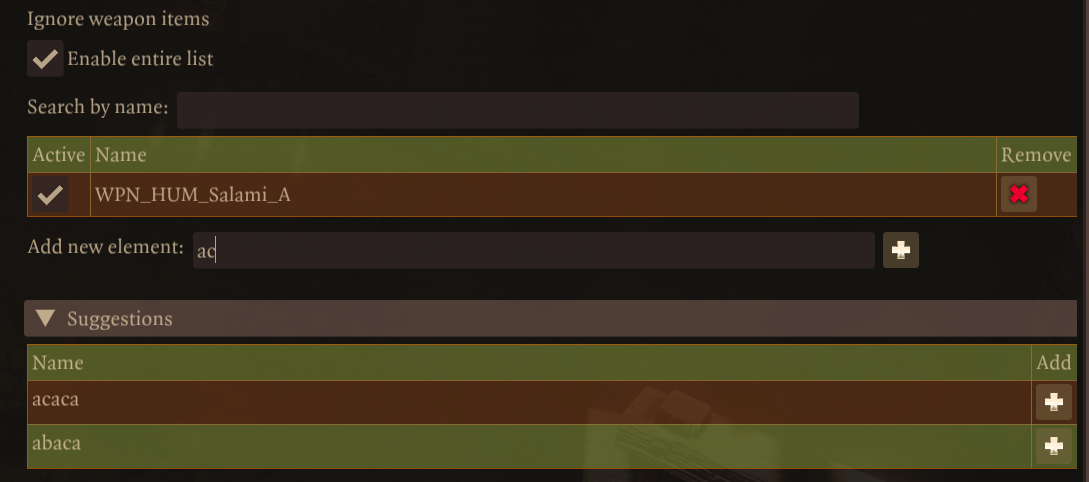 Ignore weapon items
Enable entire list
Search by name:
Active Name Remove
WPN_HUM_Salami_A
Add new element: ac
Suggestions
Name Add
acaca
abaca